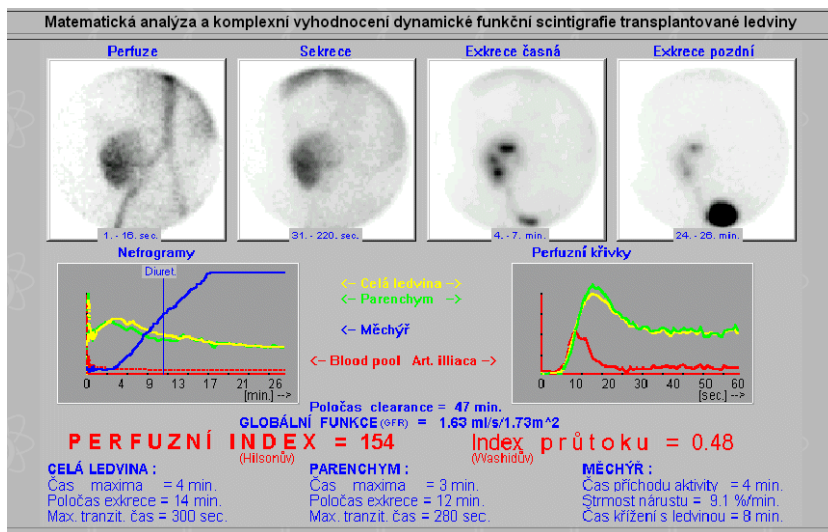 Matematická analýza a komplexní vyhodnocení dynamické funkční scintigrafie transplantované ledviny
Perfuze Sekrece Exkrece časná Exkrece pozdní
1. - 16. sec. 31. - 220. sec. 4. - 7. min. 24. - 26. min.
Nefrogramy Perfuzní křivky
Diuret.
<- Celá ledvina ->
<- Parenchym ->
<- Měchýř
<- Blood pool Art. illiaca ->
0 4 9 13 17 21 26 0 10 20 30 40 50 60
[min.] --> [sec.] -->
Poločas clearance = 47 min.
GLOBÁLNÍ FUNKCE (GFR) = 1.63 ml/s/1.73m^2
PERFUZNÍ INDEX = 154 Index průtoku = 0.48
(Hilsonův) (Washidův)
CELÁ LEDVINA : PARENCHYM : MĚCHÝŘ :
Čas maxima = 4 min. Čas maxima = 3 min. Čas příchodu aktivity = 4 min.
Poločas exkrece = 14 min. Poločas exkrece = 12 min. Strmost nárustu = 9.1 %/min.
Max. tranzit. čas = 300 sec. Max. tranzit. čas = 280 sec. Čas křížení s ledvinou = 8 min.